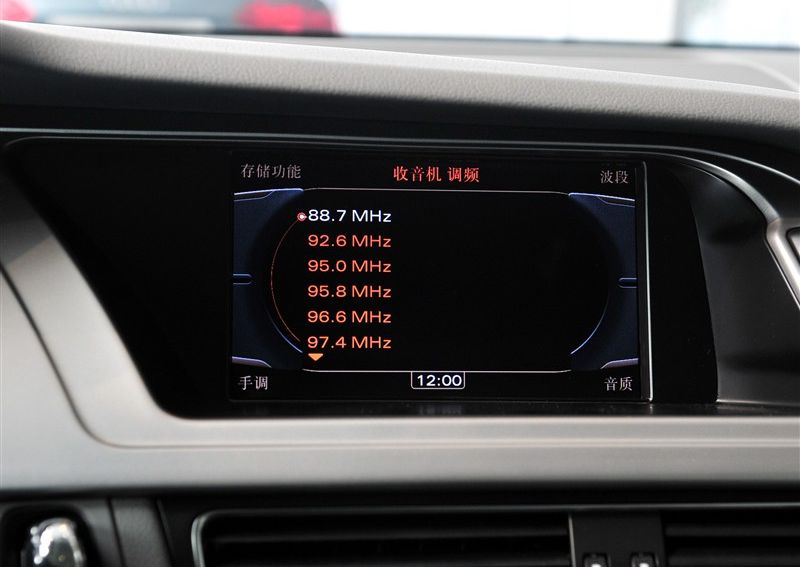 存储功能 收音机 调频 波段
88.7 MHz
92.6 MHz
95.0 MHz
95.8 MHz
96.6 MHz
97.4 MHz
手调 12:00 音质